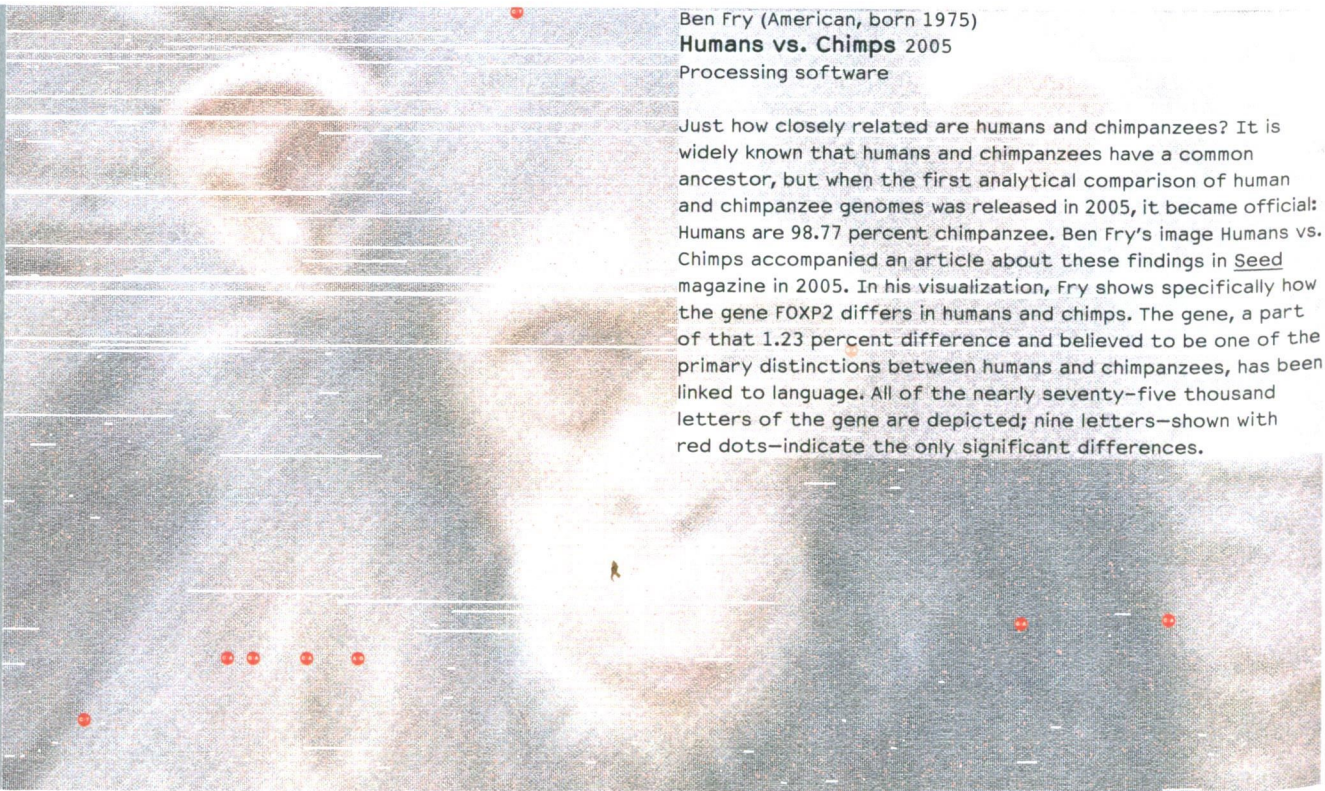 Ben Fry (American, born 1975)
Humans vs. Chimps 2005
Processing software
Just how closely related are humans and chimpanzees? It is
widely known that humans and chimpanzees have a common
ancestor, but when the first analytical comparison of human
and chimpanzee genomes was released in 2005, it became official:
Humans are 98.77 percent chimpanzee. Ben Fry's image Humans vs.
Chimps accompanied an article about these findings in Seed
magazine in 2005. In his visualization, Fry shows specifically how
the gene FOXP2 differs in humans and chimps. The gene, a part
of that 1.23 percent difference and believed to be one of the
primary distinctions between humans and chimpanzees, has been
linked to language. All of the nearly seventy-five thousand
letters of the gene are depicted; nine letters—shown with
red dots—indicate the only significant differences.